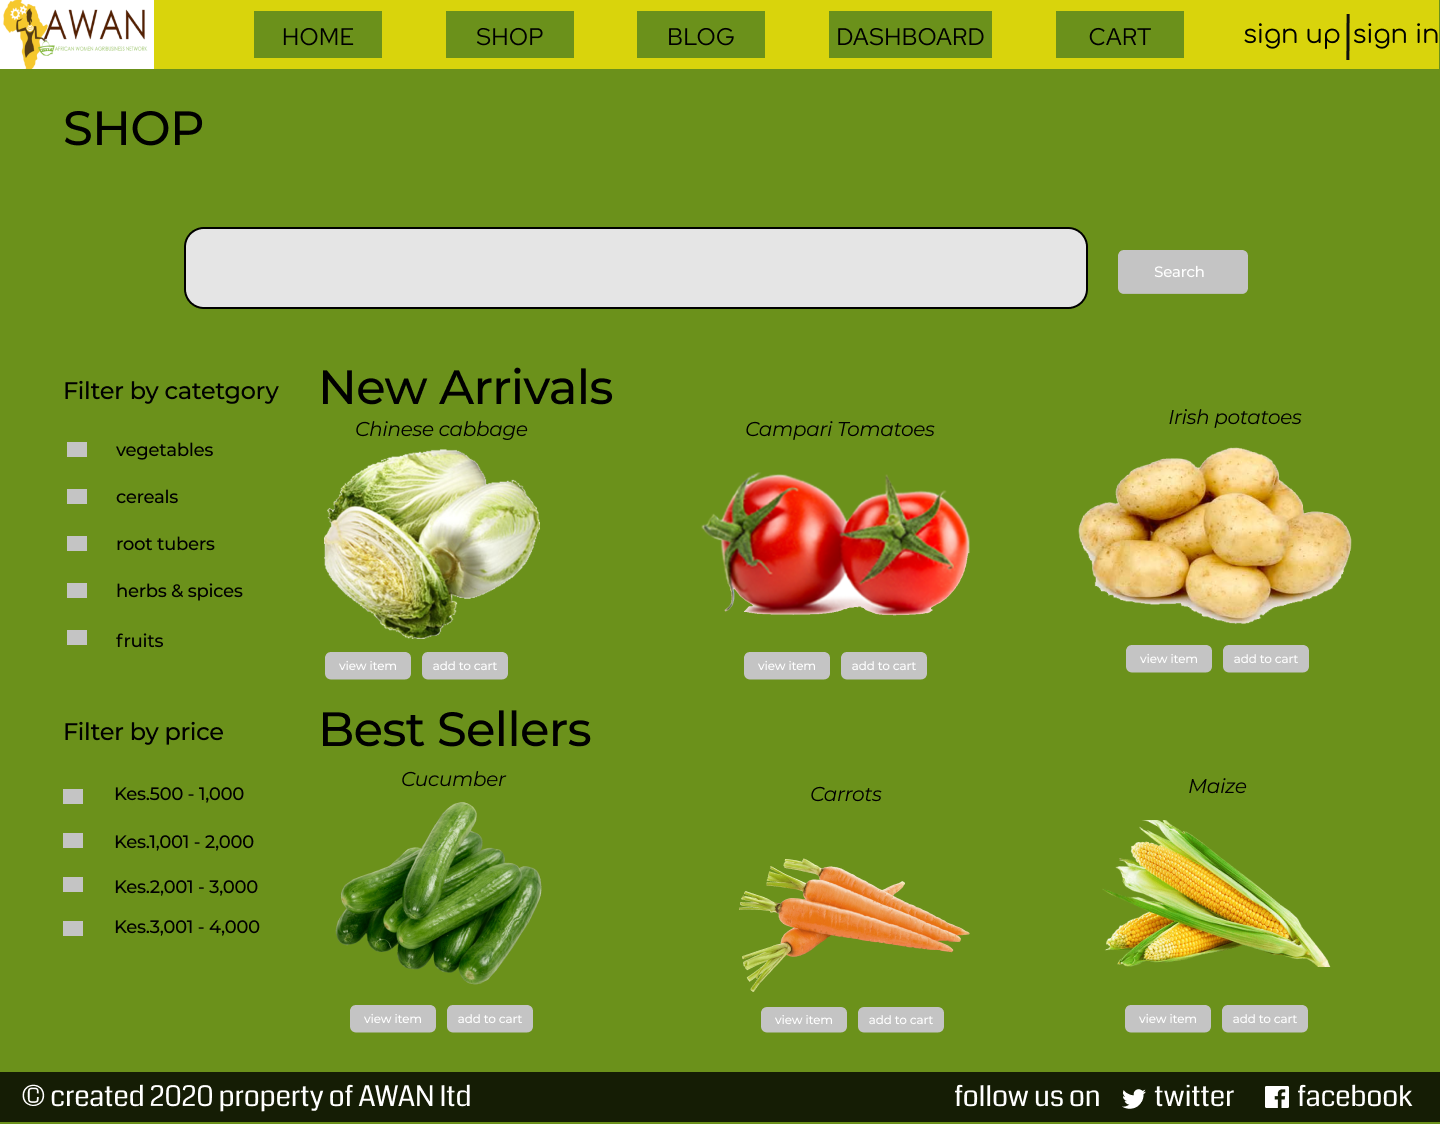 AWAN
AFRICAN WOMEN AGRIBUSINESS NETWORK
HOME
SHOP
BLOG
DASHBOARD
CART
sign up|sign in
SHOP
Search
Filter by catetgory
vegetables
cereals
root tubers
herbs & spices
fruits
New Arrivals
Chinese cabbage
Campari Tomatoes
Irish potatoes
view item
add to cart
view item
add to cart
view item
add to cart
Filter by price
Kes.500 - 1,000
Kes.1,001 - 2,000
Kes.2,001 - 3,000
Kes.3,001 - 4,000
Best Sellers
Cucumber
Carrots
Maize
view item
add to cart
view item
add to cart
view item
add to cart
© created 2020 property of AWAN ltd
follow us on
twitter
facebook